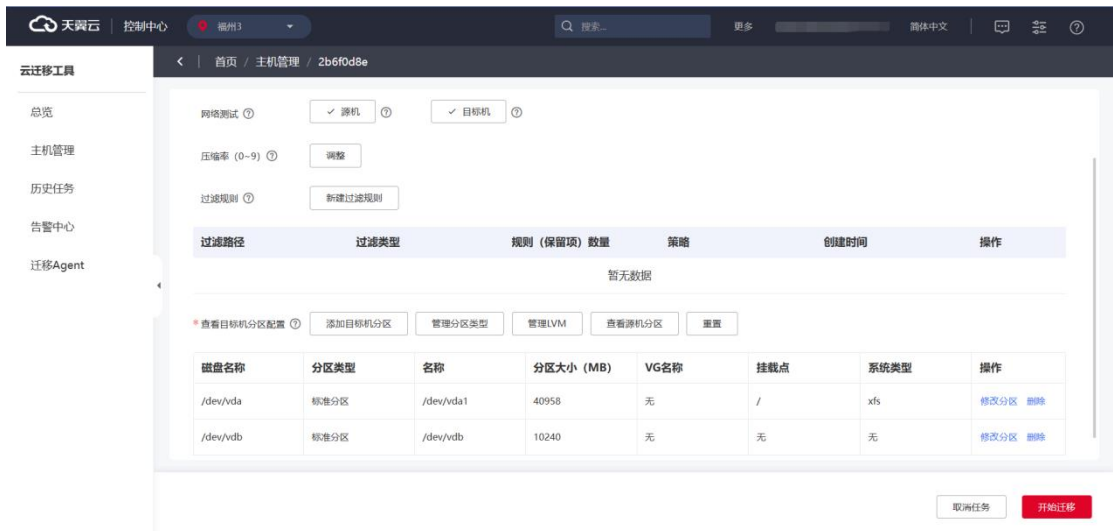 天翼云 控制中心 福州3 搜索... 更多 简体中文
云迁移工具
首页 / 主机管理 / 2b6f0d8e
总览
主机管理
历史任务
告警中心
迁移Agent
网络测试 源机 目标机
压缩率（0~9） 调整
过滤规则 新建过滤规则
过滤路径 过滤类型 规则（保留项）数量 策略 创建时间 操作
暂无数据
* 查看目标机分区配置 添加目标机分区 管理分区类型 管理LVM 查看源机分区 重置
磁盘名称 分区类型 名称 分区大小（MB） VG名称 挂载点 系统类型 操作
/dev/vda 标准分区 /dev/vda1 40958 无 / xfs 修改分区 删除
/dev/vdb 标准分区 /dev/vdb 10240 无 无 无 修改分区 删除
取消任务 开始迁移